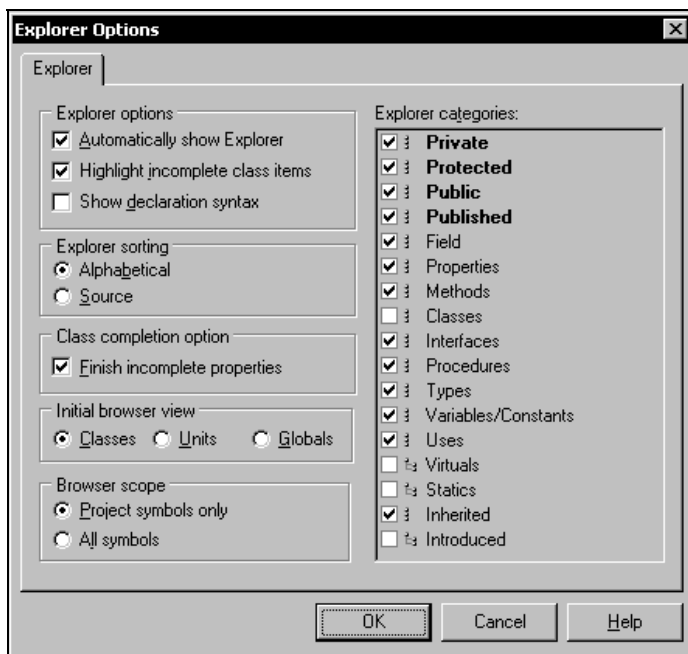 Explorer Options
Explorer
Explorer options
Automatically show Explorer
Highlight incomplete class items
Show declaration syntax
Explorer sorting
Alphabetical
Source
Class completion option
Finish incomplete properties
Initial browser view
Classes Units Globals
Browser scope
Project symbols only
All symbols
Explorer categories:
Private
Protected
Public
Published
Field
Properties
Methods
Classes
Interfaces
Procedures
Types
Variables/Constants
Uses
Virtuals
Statics
Inherited
Introduced
OK Cancel Help